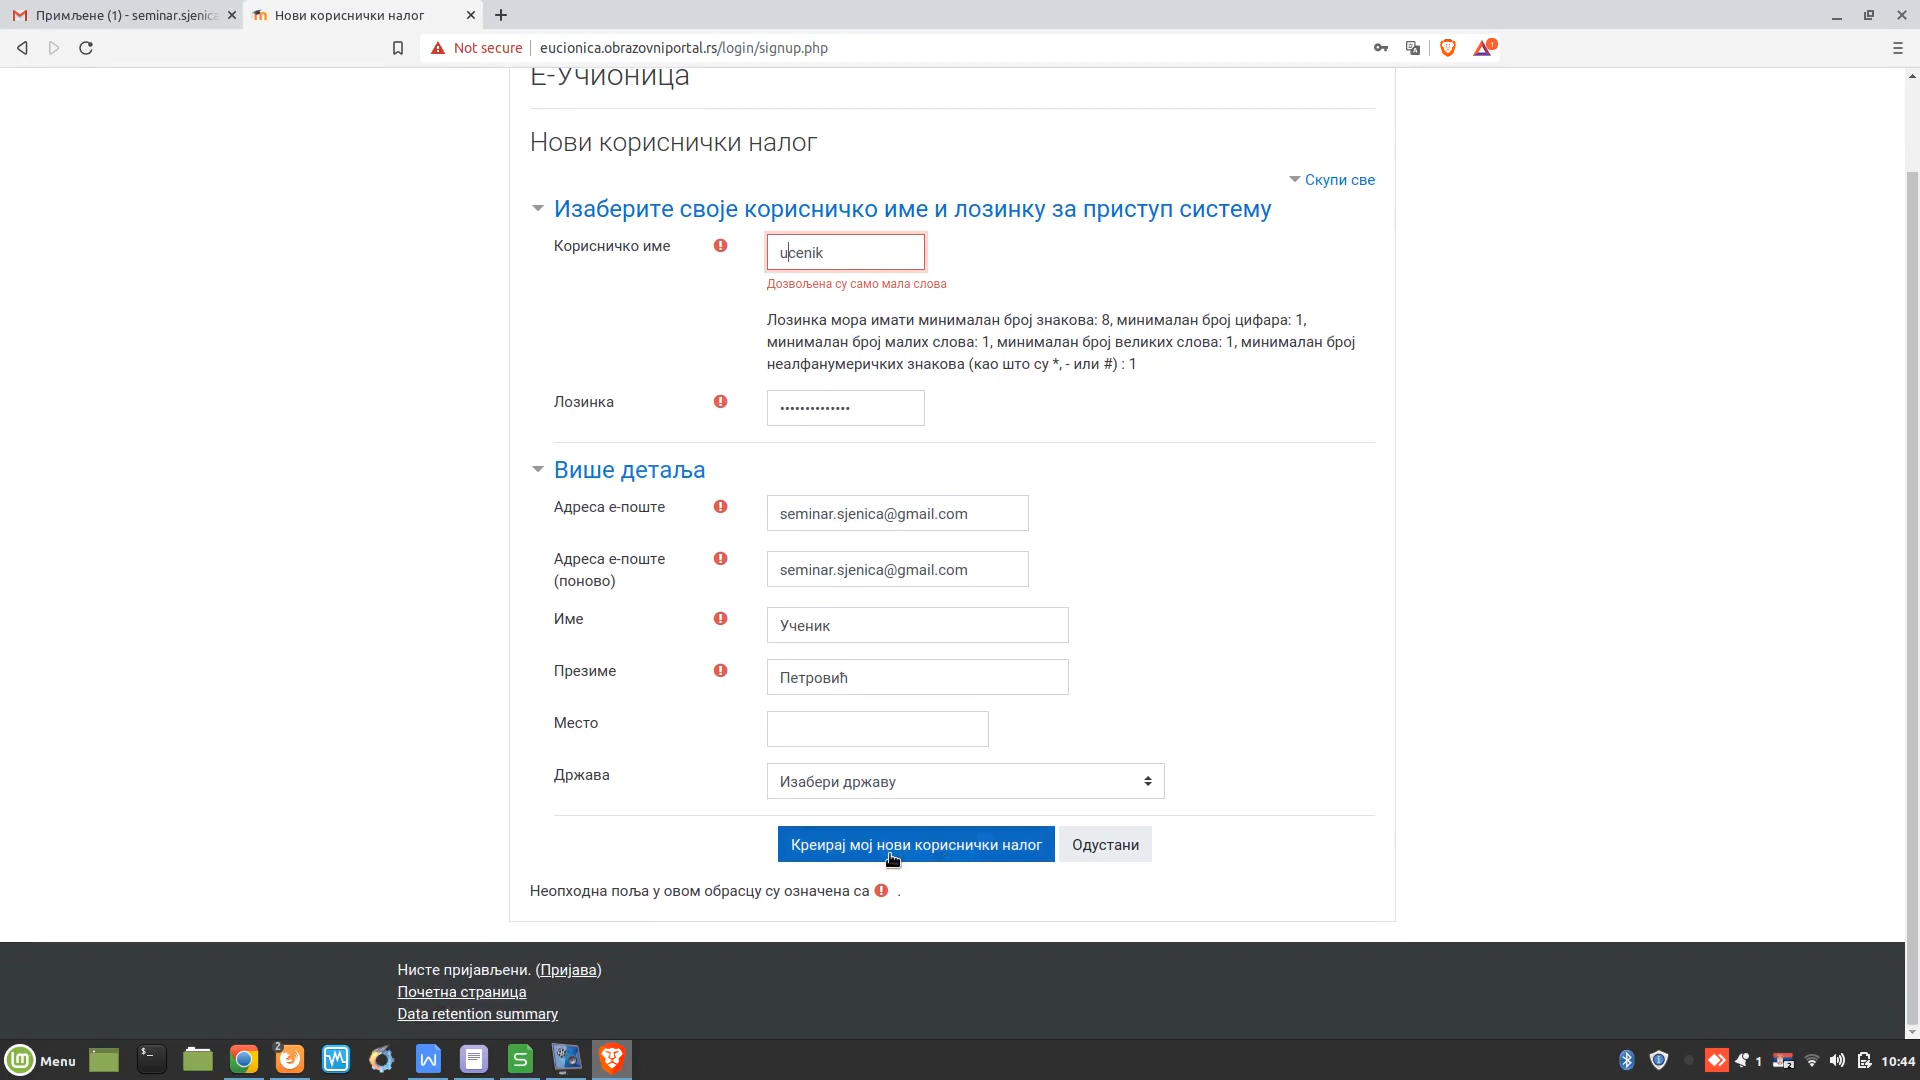 Примљене (1) - seminar.sjenica
Нови кориснички налог
Not secure
eucionica.obrazovniportal.rs/login/signup.php
1
Е-Учионица
Нови кориснички налог
Скупи све
Изаберите своје корисничко име и лозинку за приступ систему
Корисничко име
ucenik
Дозвољена су само мала слова
Лозинка мора имати минималан број знакова: 8, минималан број цифара: 1,
минималан број малих слова: 1, минималан број великих слова: 1, минималан број
неалфанумеричких знакова (као што су *, - или #) : 1
Лозинка
••••••••••••••
Више детаља
Адреса е-поште
seminar.sjenica@gmail.com
Адреса е-поште
(поново)
seminar.sjenica@gmail.com
Име
Ученик
Презиме
Петровић
Место
Држава
Изабери државу
Креирај мој нови кориснички налог
Одустани
Неопходна поља у овом обрасцу су означена са .
Нисте пријављени. (Пријава)
Почетна страница
Data retention summary
Menu
2
1
10:44